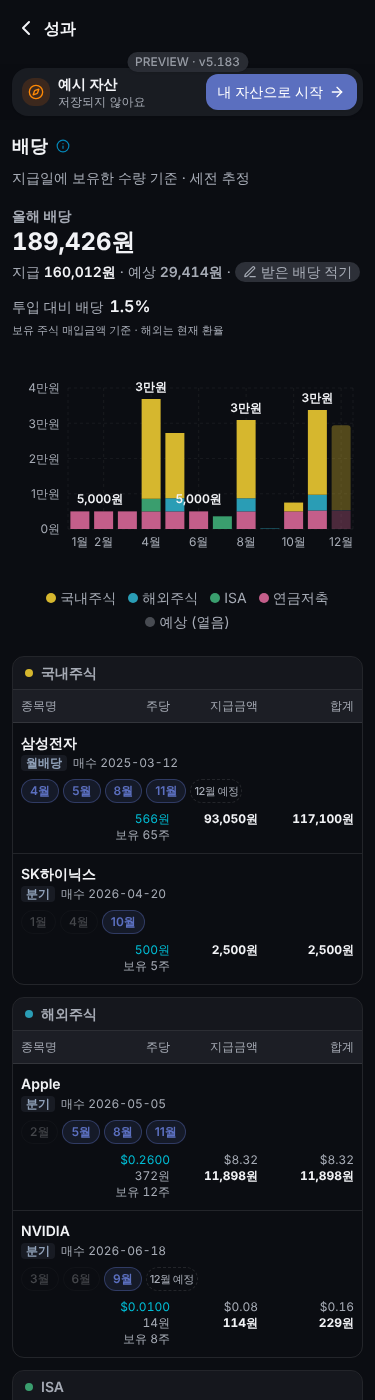 성과
PREVIEW · v5.183
예시 자산
저장되지 않아요
내 자산으로 시작
배당
지급일에 보유한 수량 기준 · 세전 추정
올해 배당
189,426원
지급 160,012원 · 예상 29,414원 · 받은 배당 적기
투입 대비 배당 1.5%
보유 주식 매입금액 기준 · 해외는 현재 환율
4만원
3만원
2만원
1만원
0원
5,000원
3만원
5,000원
3만원
3만원
1월 2월 4월 6월 8월 10월 12월
국내주식 해외주식 ISA 연금저축
예상 (옅음)
국내주식
종목명 주당 지급금액 합계
삼성전자
월배당 매수 2025-03-12
4월 5월 8월 11월 12월 예정
566원 93,050원 117,100원
보유 65주
SK하이닉스
분기 매수 2026-04-20
1월 4월 10월
500원 2,500원 2,500원
보유 5주
해외주식
종목명 주당 지급금액 합계
Apple
분기 매수 2026-05-05
2월 5월 8월 11월
$0.2600 $8.32 $8.32
372원 11,898원 11,898원
보유 12주
NVIDIA
분기 매수 2026-06-18
3월 6월 9월 12월 예정
$0.0100 $0.08 $0.16
14원 114원 229원
보유 8주
ISA